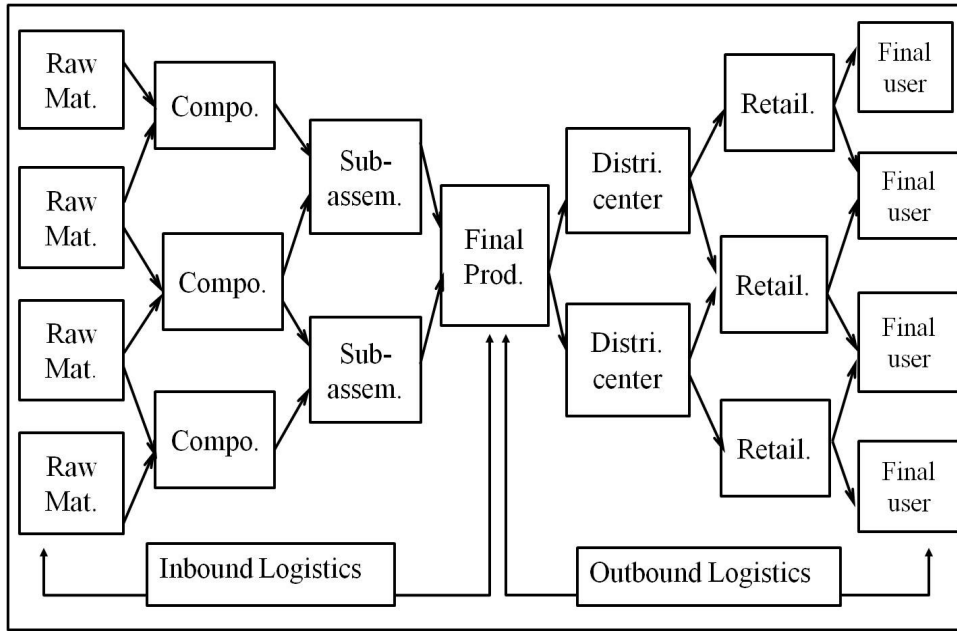 Raw
Mat.
Raw
Mat.
Raw
Mat.
Raw
Mat.
Compo.
Compo.
Compo.
Sub-
assem.
Sub-
assem.
Final
Prod.
Distri.
center
Distri.
center
Retail.
Retail.
Retail.
Final
user
Final
user
Final
user
Final
user
Inbound Logistics
Outbound Logistics